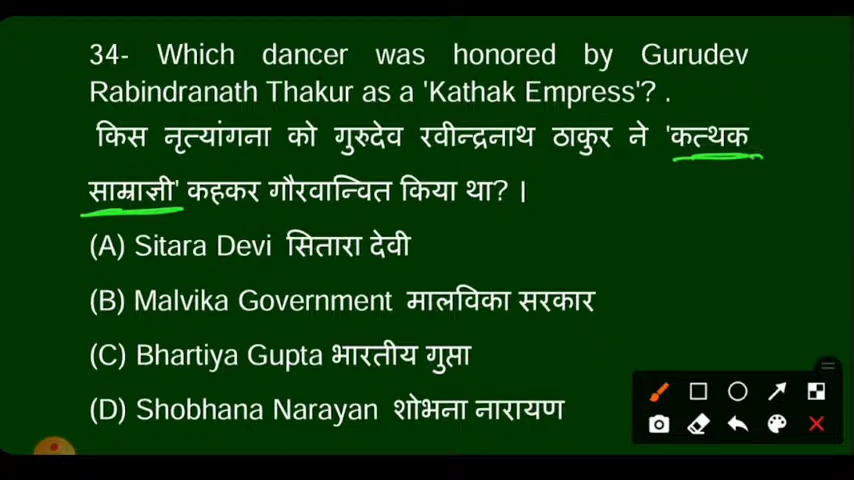 34- Which dancer was honored by Gurudev
Rabindranath Thakur as a 'Kathak Empress'? .
किस नृत्यांगना को गुरुदेव रवीन्द्रनाथ ठाकुर ने 'कत्थक
साम्राज्ञी' कहकर गौरवान्वित किया था? ।
(A) Sitara Devi सितारा देवी
(B) Malvika Government मालविका सरकार
(C) Bhartiya Gupta भारतीय गुप्ता
(D) Shobhana Narayan शोभना नारायण